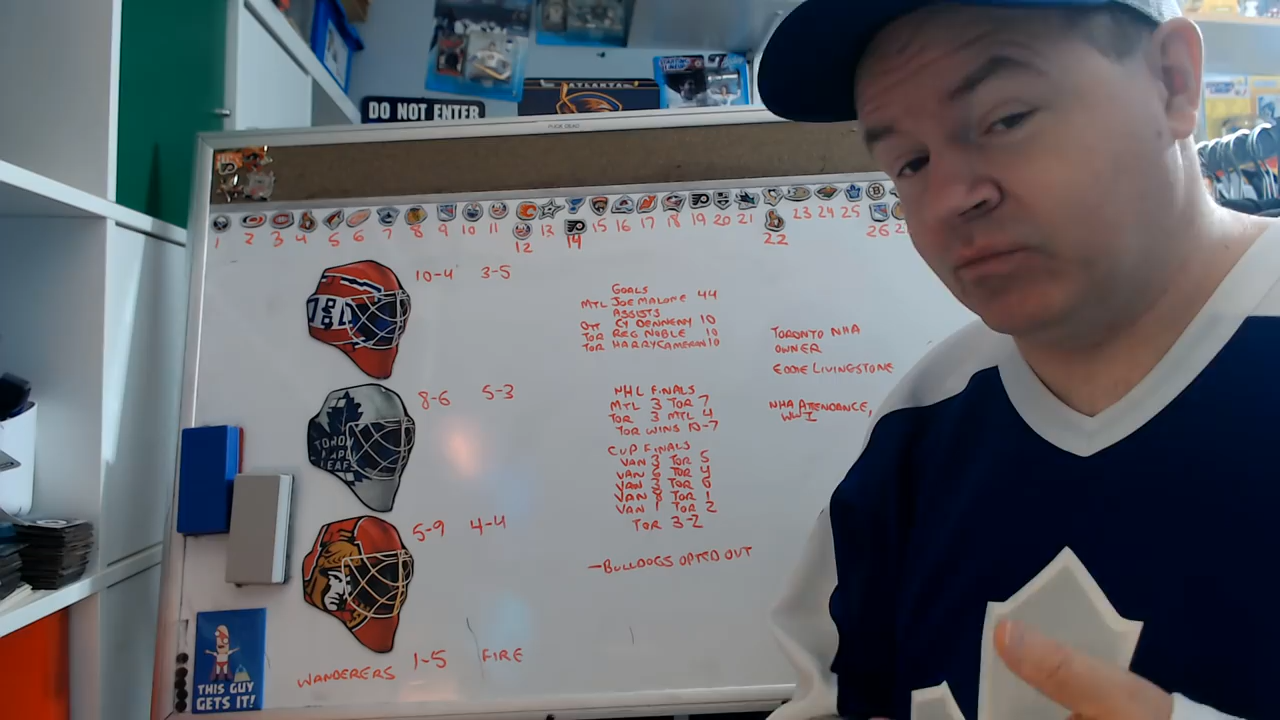 DO NOT ENTER
ATLANTA
1 2 3 4 5 6 7 8 9 10 11 12 13 14 15 16 17 18 19 20 21 22 23 24 25 26
10-4 3-5
GOALS
MTL JOE MALONE 44
ASSISTS
OTT CY DENNENY 10
TOR REG NOBLE 10
TOR HARRY CAMERON 10
TORONTO NHA
OWNER
EDDIE LIVINGSTONE
NHA ATTENDANCE,
WWI
8-6 5-3
NHL FINALS
MTL 3 TOR 7
TOR 3 MTL 4
TOR WINS 10-7
CUP FINALS
VAN 3 TOR 5
VAN 6 TOR 4
VAN 3 TOR 6
VAN 8 TOR 1
VAN 1 TOR 2
TOR 3-2
TORONTO
MAPLE
LEAFS
5-9 4-4
-BULLDOGS OPTED OUT
WANDERERS 1-5 FIRE
THIS GUY
GETS IT!